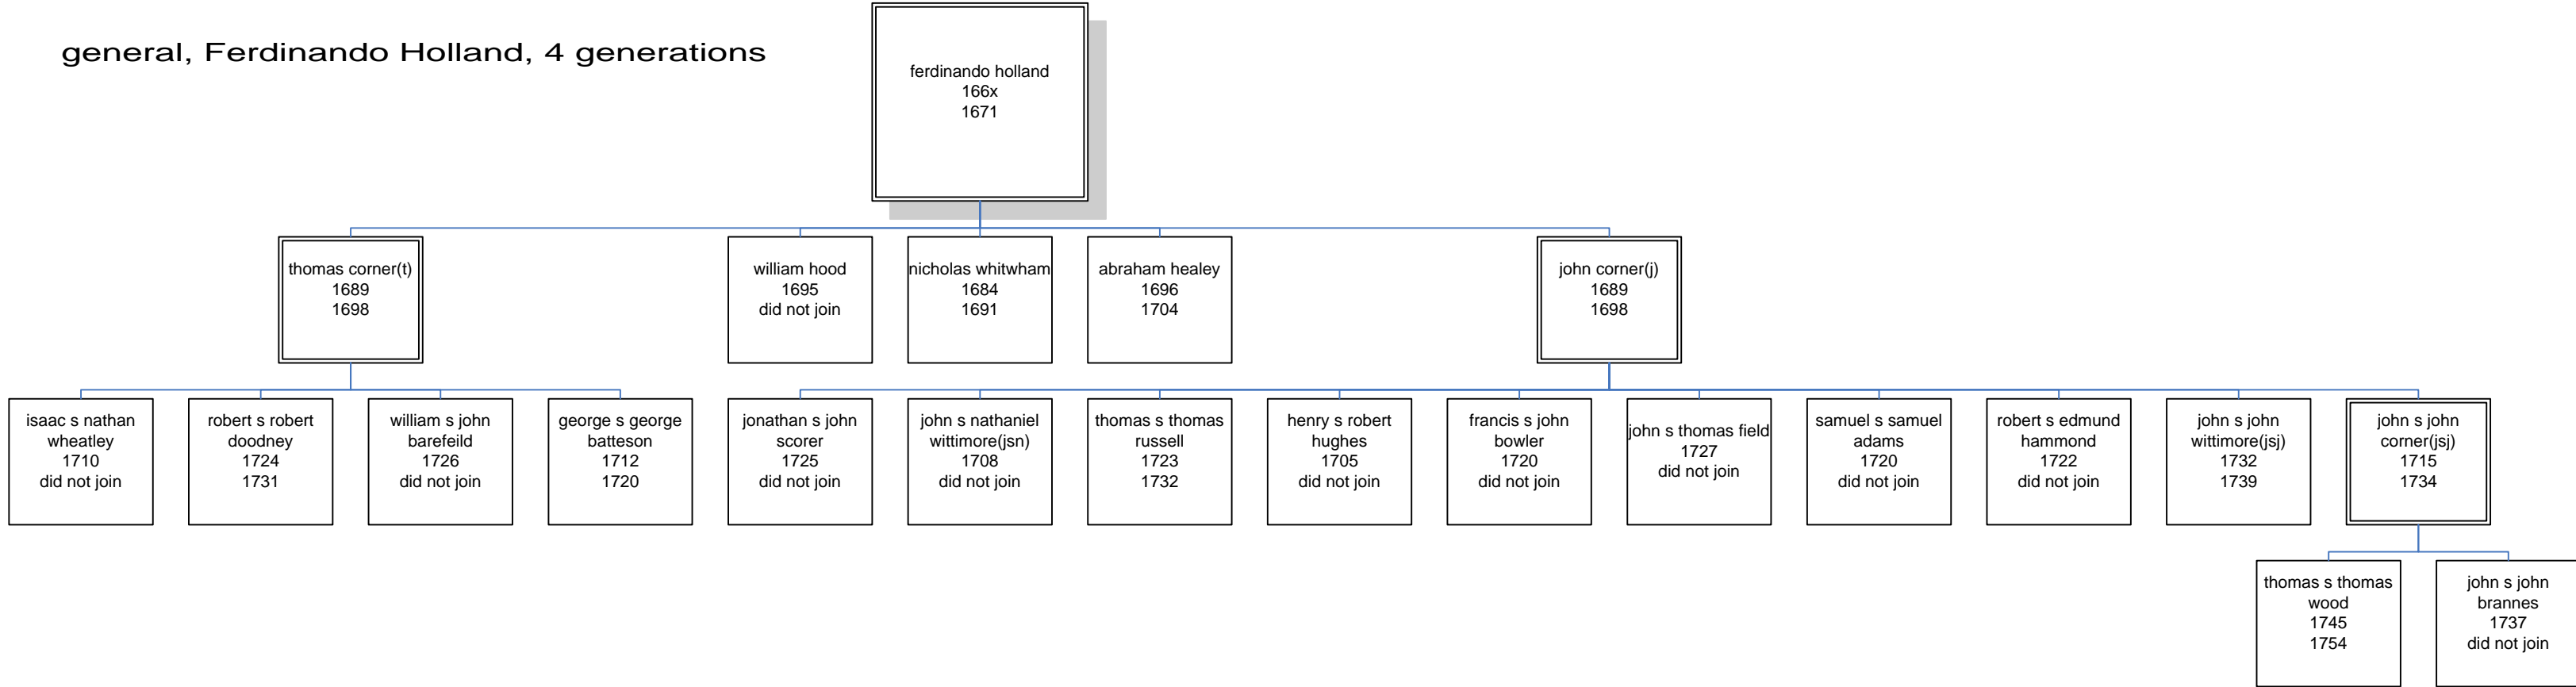 general, Ferdinando Holland, 4 generations
ferdinando holland
166x
1671
thomas corner(t)
1689
1698
william hood
1695
did not join
nicholas whitwham
1684
1691
abraham healey
1696
1704
john corner(j)
1689
1698
isaac s nathan
wheatley
1710
did not join
robert s robert
doodney
1724
1731
william s john
barefeild
1726
did not join
george s george
batteson
1712
1720
jonathan s john
scorer
1725
did not join
john s nathaniel
wittimore(jsn)
1708
did not join
thomas s thomas
russell
1723
1732
henry s robert
hughes
1705
did not join
francis s john
bowler
1720
did not join
john s thomas field
1727
did not join
samuel s samuel
adams
1720
did not join
robert s edmund
hammond
1722
did not join
john s john
wittimore(jsj)
1732
1739
john s john
corner(jsj)
1715
1734
thomas s thomas
wood
1745
1754
john s john
brannes
1737
did not join